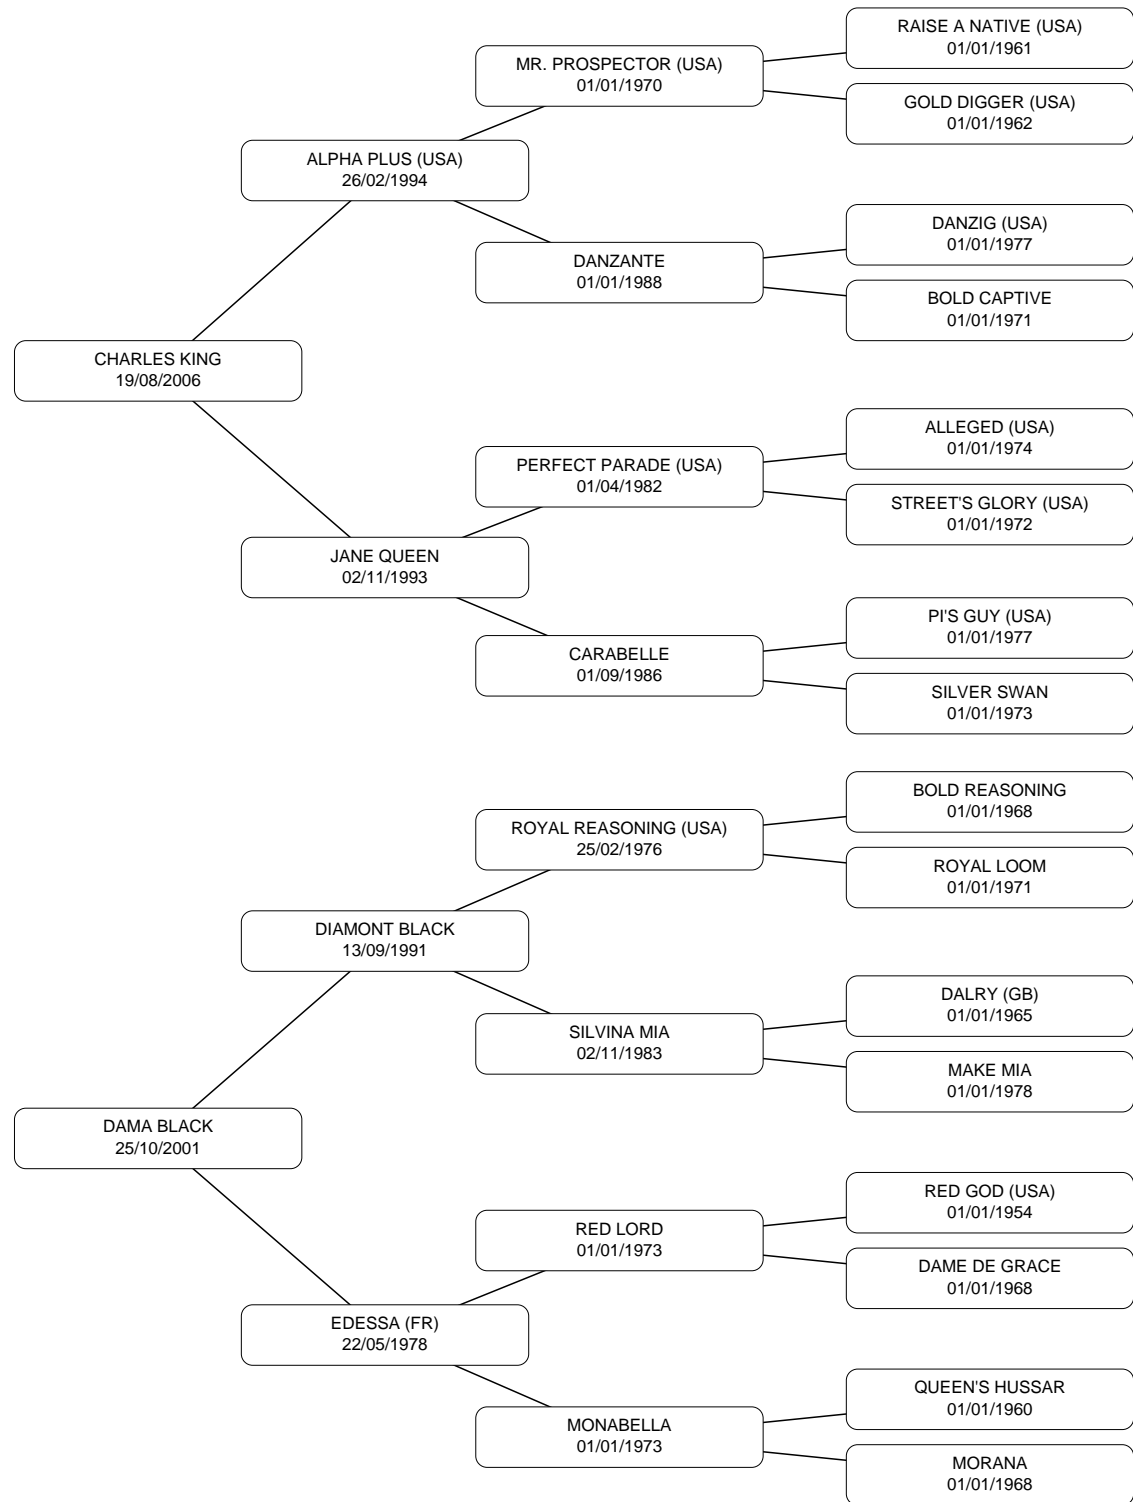 RAISE A NATIVE (USA)
01/01/1961
MR. PROSPECTOR (USA)
01/01/1970
GOLD DIGGER (USA)
01/01/1962
ALPHA PLUS (USA)
26/02/1994
DANZIG (USA)
01/01/1977
DANZANTE
01/01/1988
BOLD CAPTIVE
01/01/1971
CHARLES KING
19/08/2006
ALLEGED (USA)
01/01/1974
PERFECT PARADE (USA)
01/04/1982
STREET'S GLORY (USA)
01/01/1972
JANE QUEEN
02/11/1993
PI'S GUY (USA)
01/01/1977
CARABELLE
01/09/1986
SILVER SWAN
01/01/1973
BOLD REASONING
01/01/1968
ROYAL REASONING (USA)
25/02/1976
ROYAL LOOM
01/01/1971
DIAMONT BLACK
13/09/1991
DALRY (GB)
01/01/1965
SILVINA MIA
02/11/1983
MAKE MIA
01/01/1978
DAMA BLACK
25/10/2001
RED GOD (USA)
01/01/1954
RED LORD
01/01/1973
DAME DE GRACE
01/01/1968
EDESSA (FR)
22/05/1978
QUEEN'S HUSSAR
01/01/1960
MONABELLA
01/01/1973
MORANA
01/01/1968